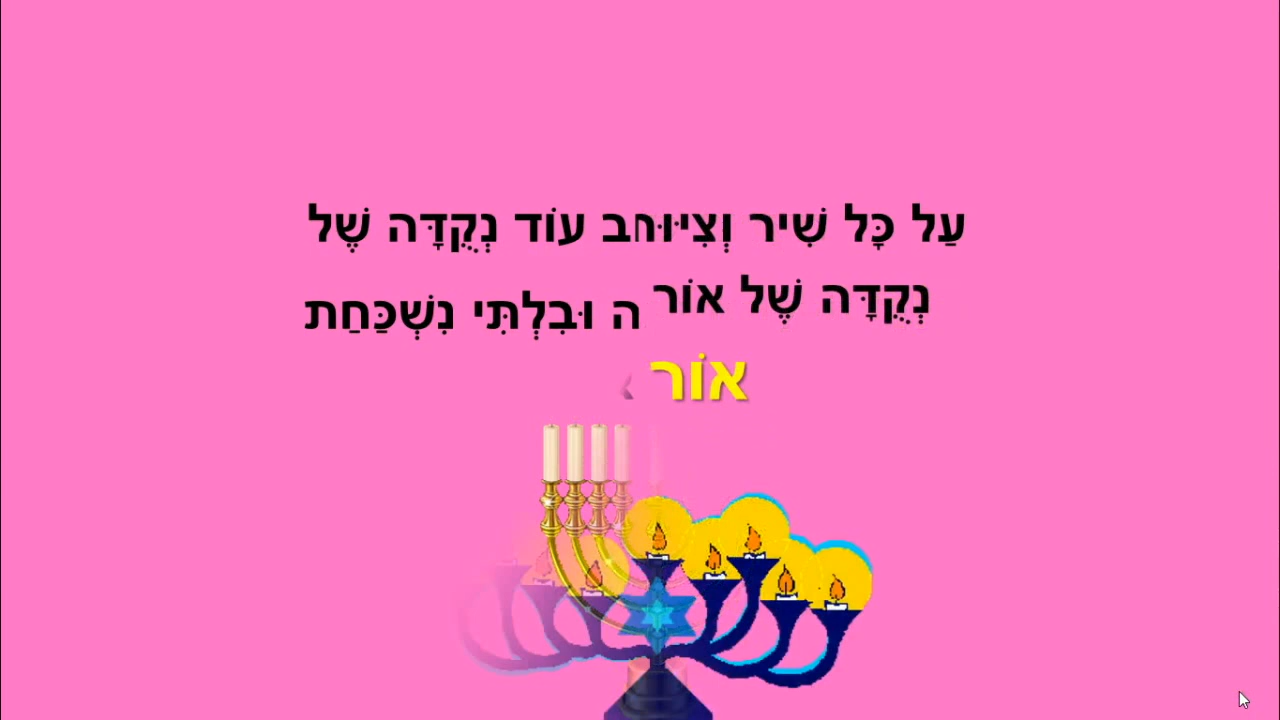 עַל כָּל שִׁיר עוֹד נְקֻדָּה שֶׁל
נְקֻדָּה שֶׁל אוֹר ה וּבִלְתִּי נִשְׁכַּחַת
אוֹר